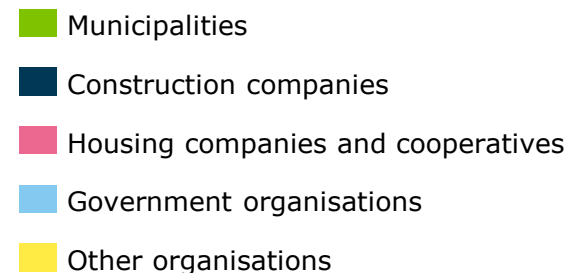 Municipalities
Construction companies
Housing companies and cooperatives
Government organisations
Other organisations